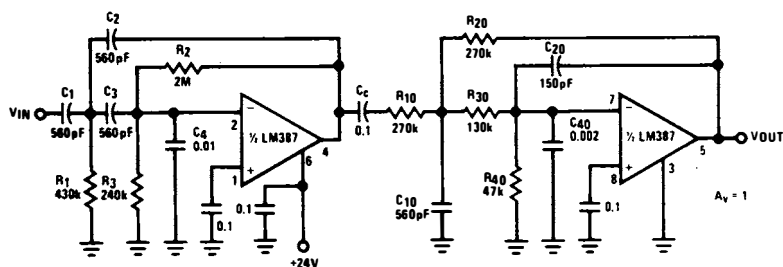 C2
560pF
R2
2M
C1
560pF
C3
560pF
VIN
R1
430k
R3
240k
C4
0.01
2
−
½ LM387
4
6
1
+
0.1
0.1
+24V
Cc
0.1
R10
270k
R20
270k
C20
150pF
R30
130k
C10
560pF
R40
47k
C40
0.002
7
−
½ LM387
5
8
+
3
0.1
VOUT
Av = 1